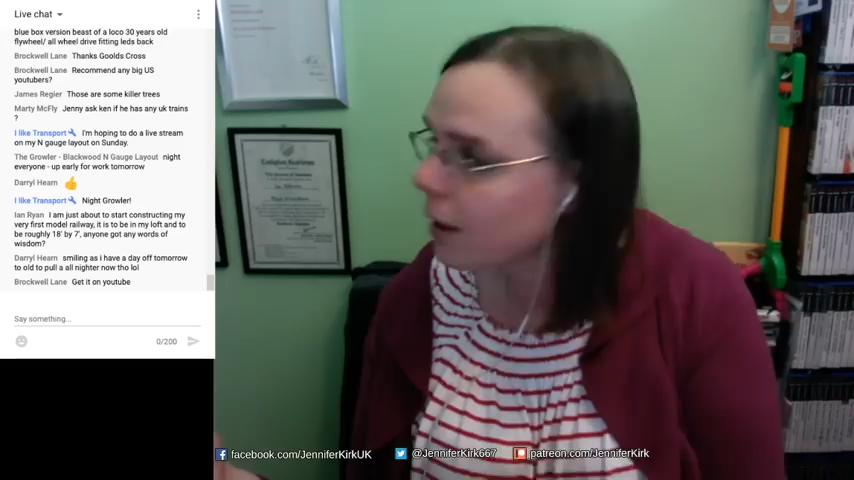 Live chat
blue box version beast of a loco 30 years old
flywheel/ all wheel drive fitting leds back
Brockwell Lane Thanks Goolds Cross
Brockwell Lane Recommend any big US
youtubers?
James Regier Those are some killer trees
Marty McFly Jenny ask ken if he has any uk trains
?
I like Transport I'm hoping to do a live stream
on my N gauge layout on Sunday.
The Growler - Blackwood N Gauge Layout night
everyone - up early for work tomorrow
Darryl Hearn 👍
I like Transport Night Growler!
Ian Ryan I am just about to start constructing my
very first model railway, it is to be in my loft and to
be roughly 18' by 7', anyone got any words of
wisdom?
Darryl Hearn smiling as i have a day off tomorrow
to old to pull a all nighter now tho lol
Brockwell Lane Get it on youtube
Say something...
0/200
facebook.com/JenniferKirkUK @JenniferKirk667 patreon.com/JenniferKirk